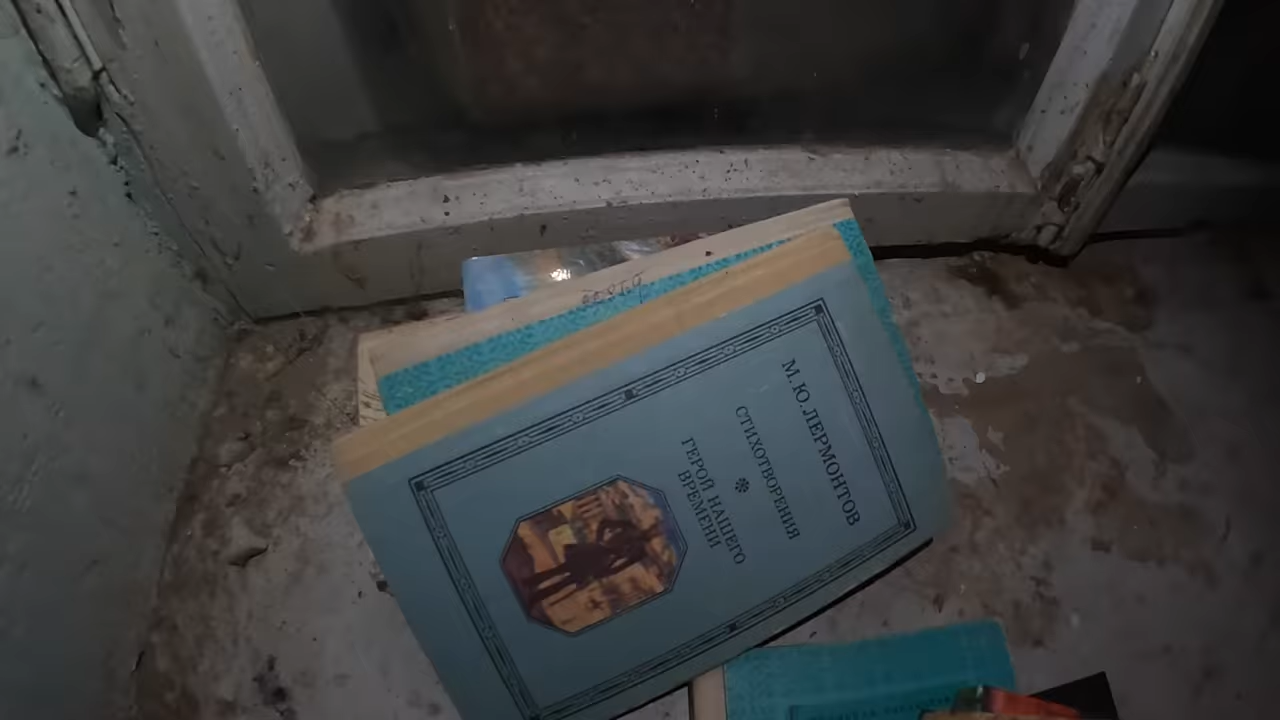 М. Ю. ЛЕРМОНТОВ
СТИХОТВОРЕНИЯ
ГЕРОЙ НАШЕГО
ВРЕМЕНИ